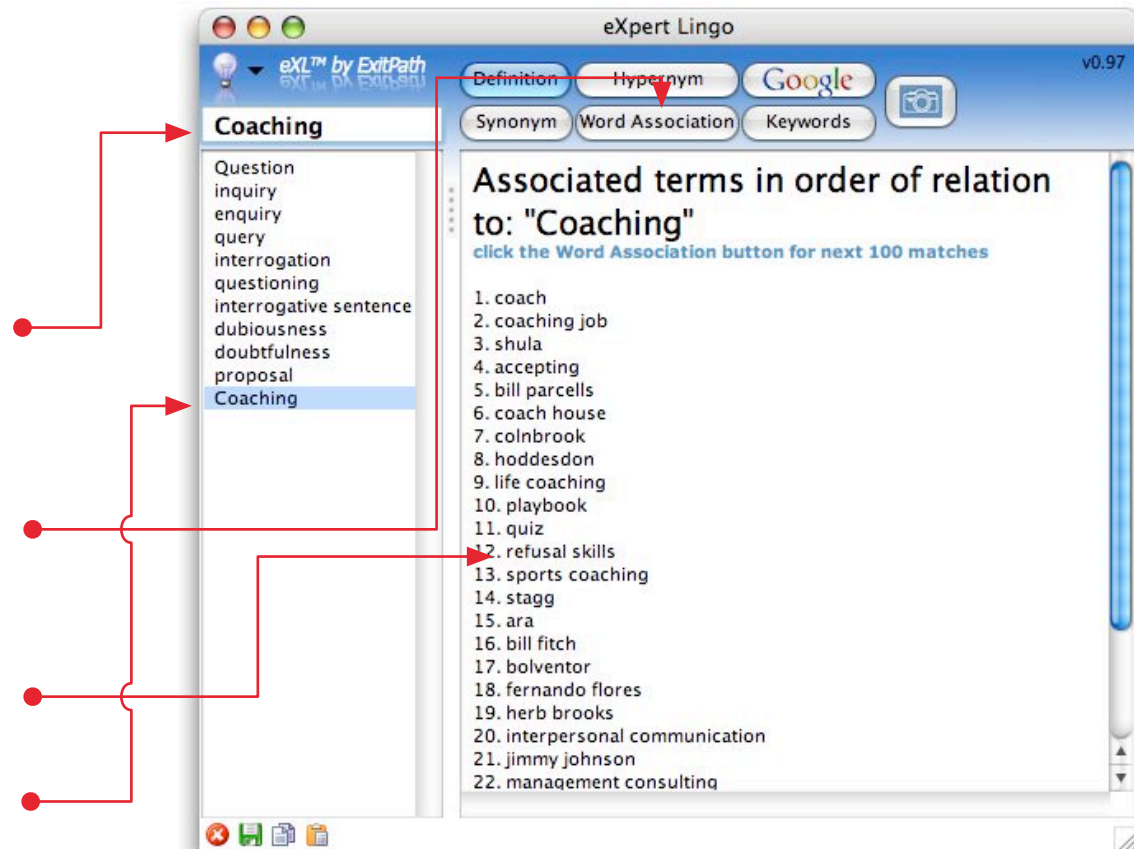 eXpert Lingo
eXL™ by ExitPath
v0.97
Definition
Hypernym
Google
Synonym
Word Association
Keywords
Coaching
Question
inquiry
enquiry
query
interrogation
questioning
interrogative sentence
dubiousness
doubtfulness
proposal
Coaching
Associated terms in order of relation
to: "Coaching"
click the Word Association button for next 100 matches
1. coach
2. coaching job
3. shula
4. accepting
5. bill parcells
6. coach house
7. colnbrook
8. hoddesdon
9. life coaching
10. playbook
11. quiz
12. refusal skills
13. sports coaching
14. stagg
15. ara
16. bill fitch
17. bolventor
18. fernando flores
19. herb brooks
20. interpersonal communication
21. jimmy johnson
22. management consulting